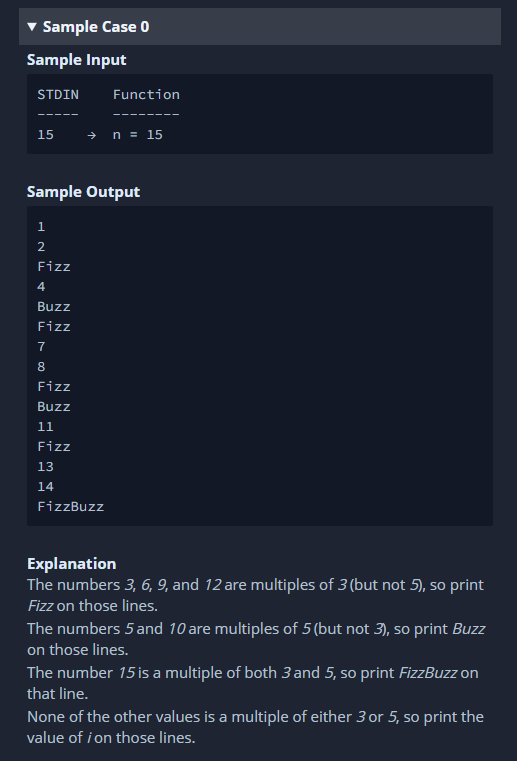 ▼ Sample Case 0
Sample Input
STDIN    Function
-----    --------
15    →  n = 15
Sample Output
1
2
Fizz
4
Buzz
Fizz
7
8
Fizz
Buzz
11
Fizz
13
14
FizzBuzz
Explanation
The numbers 3, 6, 9, and 12 are multiples of 3 (but not 5), so print
Fizz on those lines.
The numbers 5 and 10 are multiples of 5 (but not 3), so print Buzz
on those lines.
The number 15 is a multiple of both 3 and 5, so print FizzBuzz on
that line.
None of the other values is a multiple of either 3 or 5, so print the
value of i on those lines.